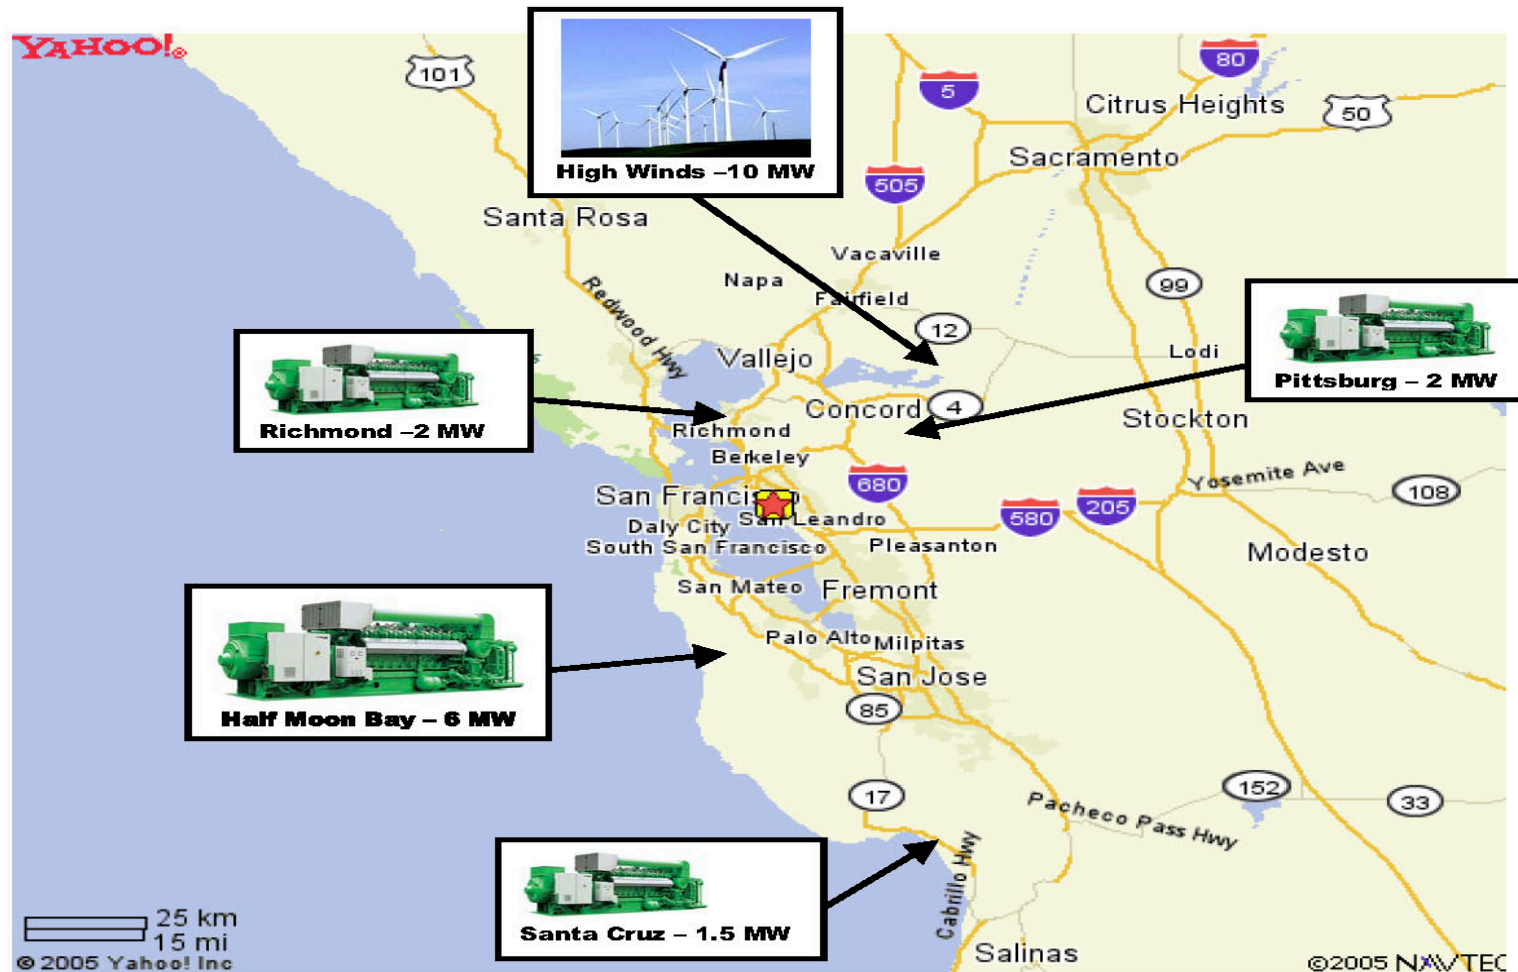 YAHOO!®
101
High Winds –10 MW
5
80
Citrus Heights
50
Sacramento
505
Santa Rosa
Vacaville
Napa
Fairfield
99
Redwood Hwy
12
Vallejo
Lodi
Pittsburg – 2 MW
Richmond –2 MW
Concord
4
Stockton
Richmond
Berkeley
Yosemite Ave
680
108
San Francisco
205
580
San Leandro
Daly City
South San Francisco
Pleasanton
Modesto
San Mateo
Fremont
Palo Alto
Milpitas
San Jose
Half Moon Bay – 6 MW
85
17
152
33
Pacheco Pass Hwy
Cabrillo Hwy
Santa Cruz – 1.5 MW
25 km
15 mi
Salinas
© 2005 Yahoo! Inc
©2005 NAVTEQ